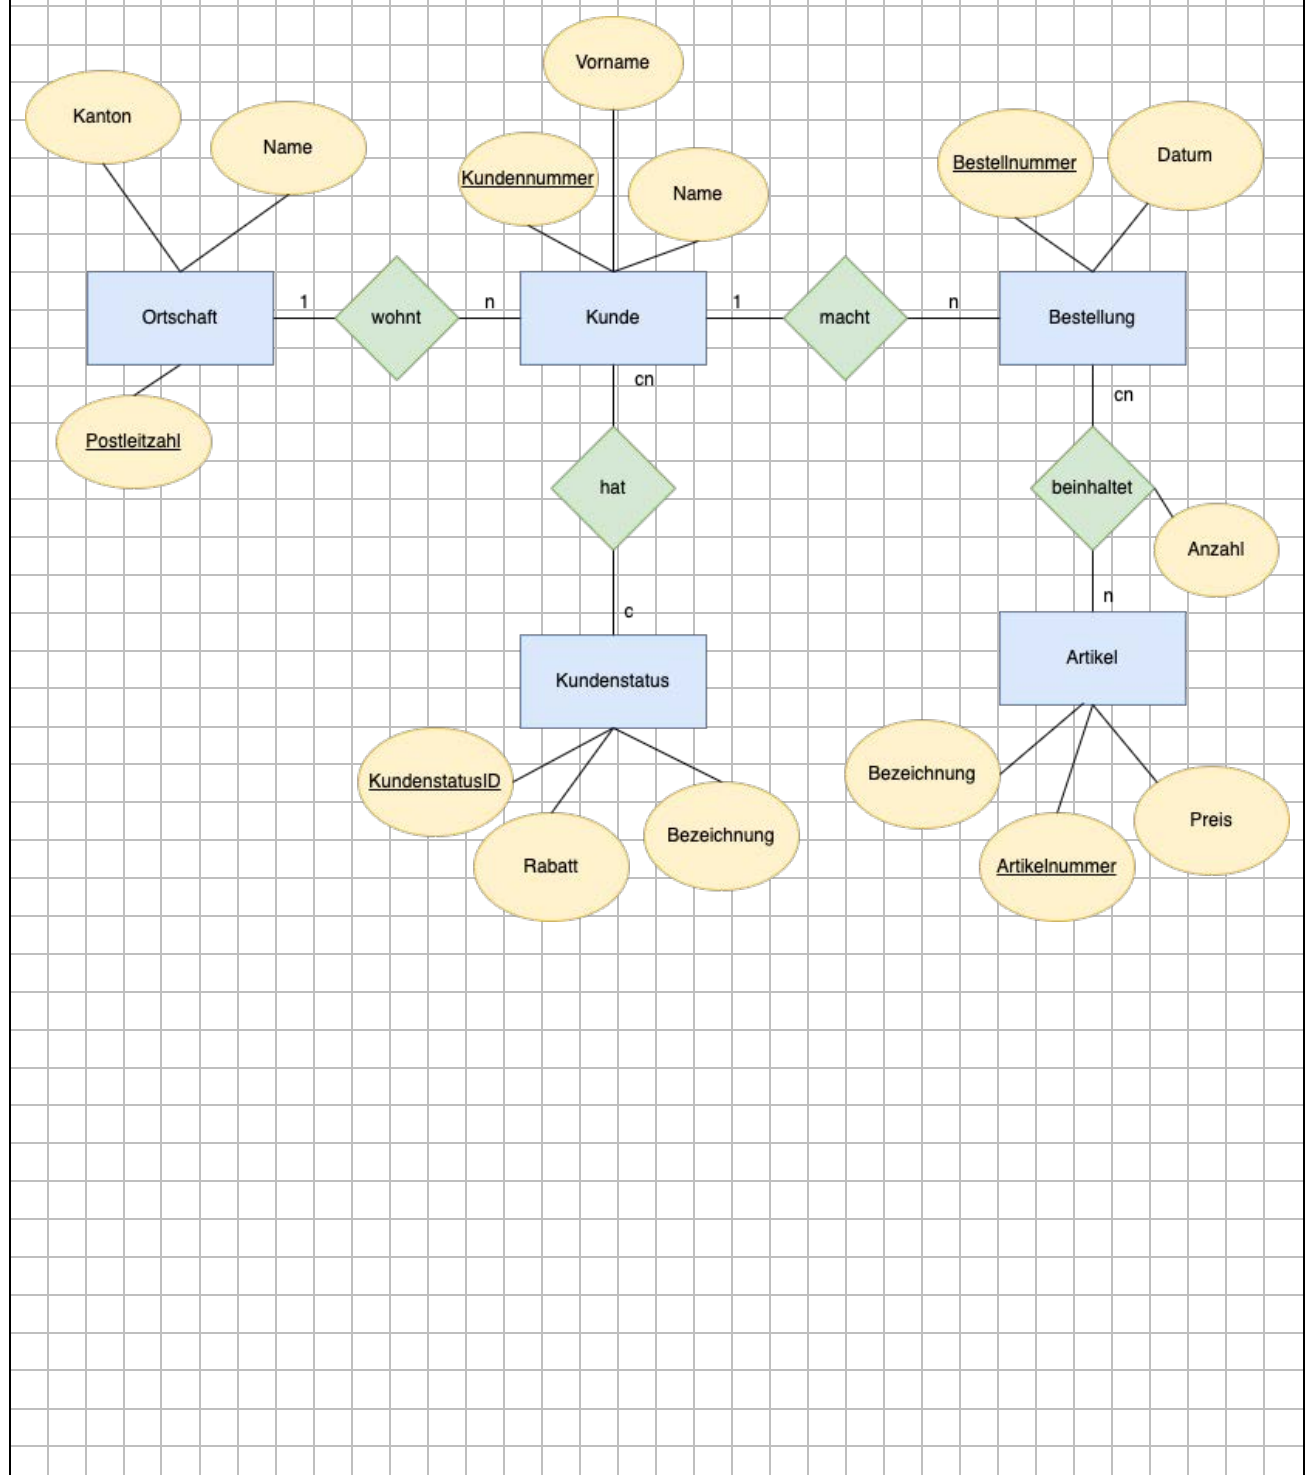 Vorname
Kanton
Name
Kundennummer
Name
Bestellnummer
Datum
Ortschaft
1
wohnt
n
Kunde
1
macht
n
Bestellung
cn
cn
Postleitzahl
hat
beinhaltet
Anzahl
c
n
Kundenstatus
Artikel
KundenstatusID
Rabatt
Bezeichnung
Bezeichnung
Artikelnummer
Preis